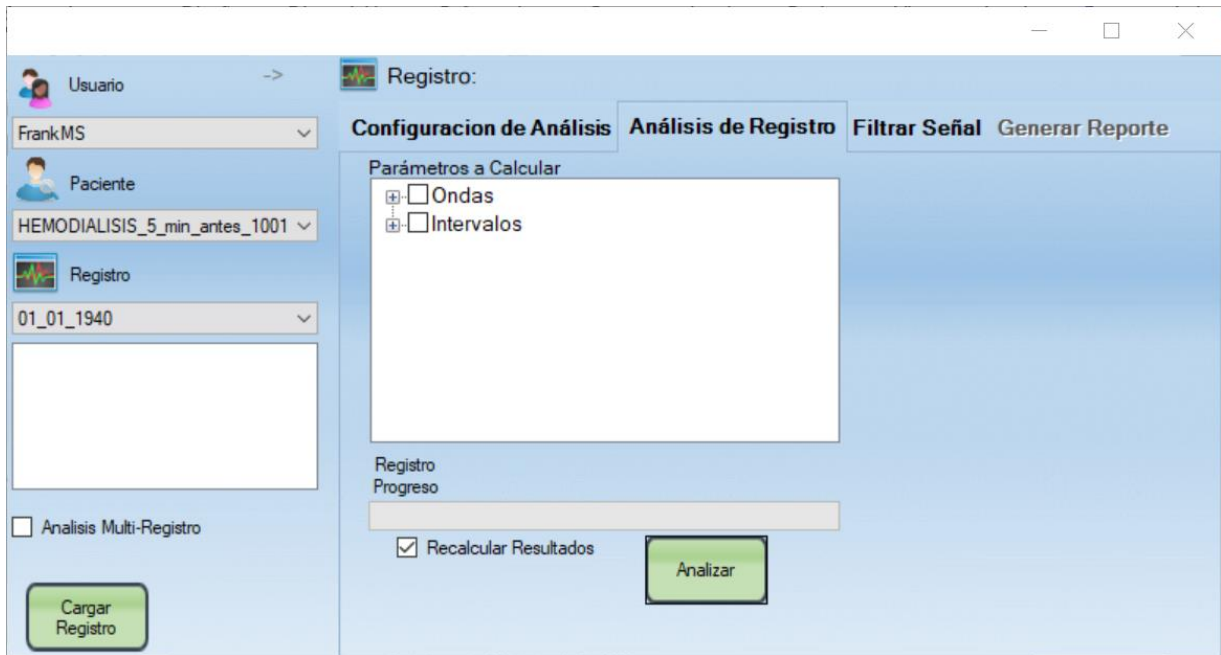 Usuario
->
FrankMS
Paciente
HEMODIALISIS_5_min_antes_1001
Registro
01_01_1940
Analisis Multi-Registro
Cargar
Registro
Registro:
Configuracion de Análisis
Análisis de Registro
Filtrar Señal
Generar Reporte
Parámetros a Calcular
Ondas
Intervalos
Registro
Progreso
Recalcular Resultados
Analizar